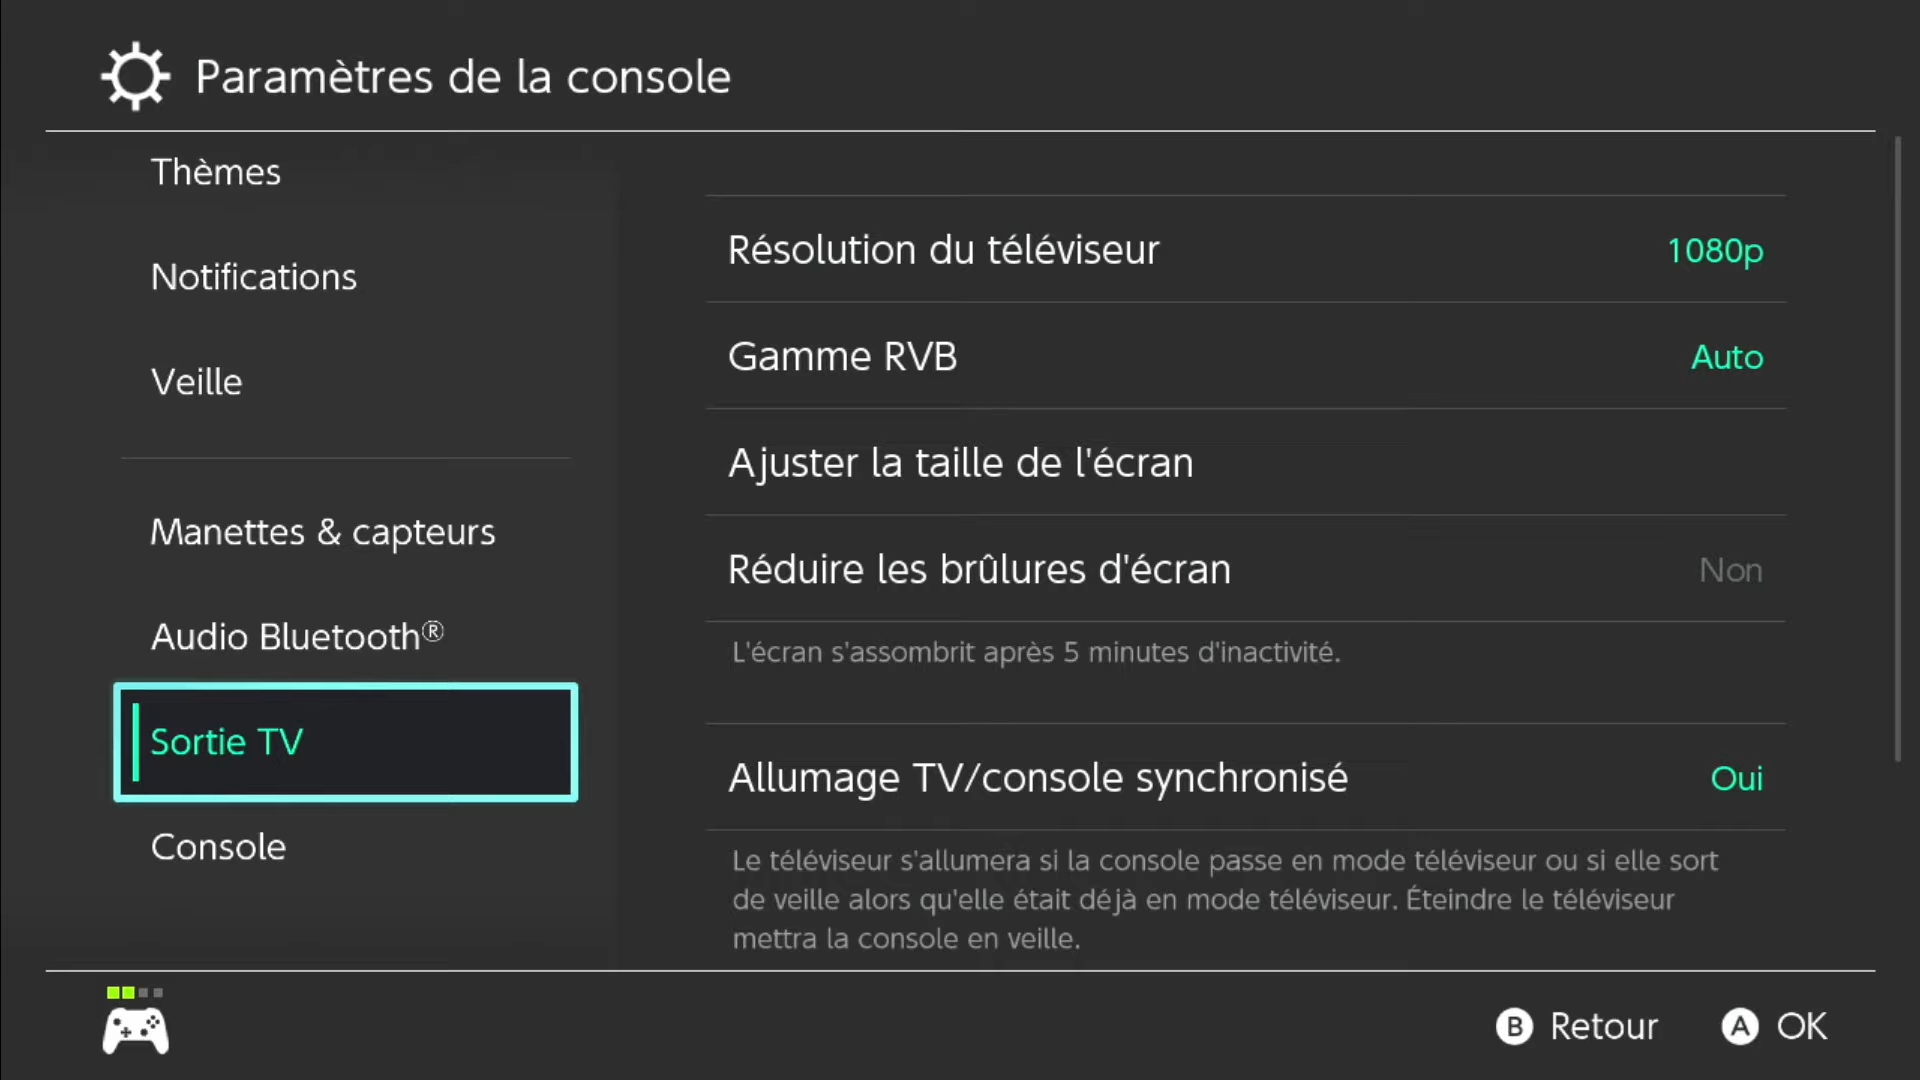 Paramètres de la console
Thèmes
Notifications
Veille
Manettes & capteurs
Audio Bluetooth®
Sortie TV
Console
Résolution du téléviseur 1080p
Gamme RVB Auto
Ajuster la taille de l'écran
Réduire les brûlures d'écran Non
L'écran s'assombrit après 5 minutes d'inactivité.
Allumage TV/console synchronisé Oui
Le téléviseur s'allumera si la console passe en mode téléviseur ou si elle sort
de veille alors qu'elle était déjà en mode téléviseur. Éteindre le téléviseur
mettra la console en veille.
B Retour A OK